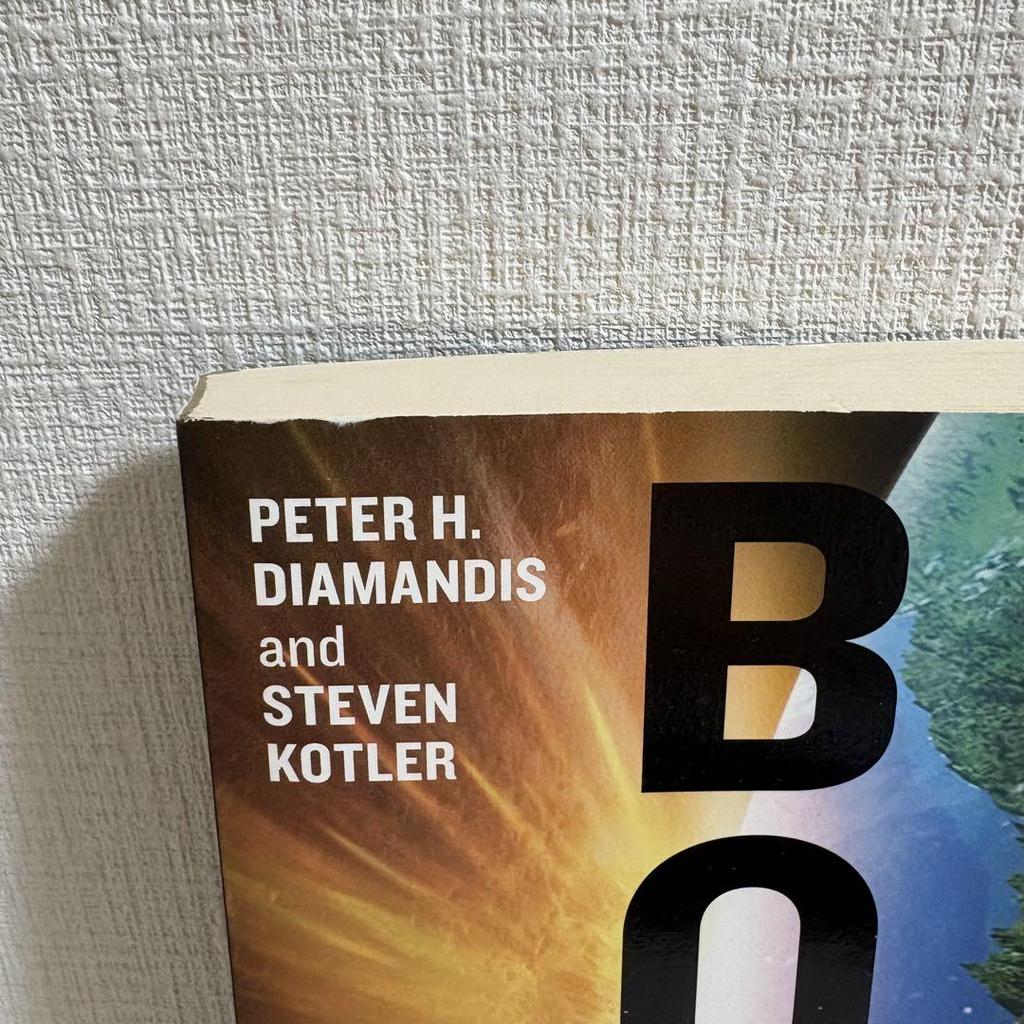 PETER H.
DIAMANDIS
and
STEVEN
KOTLER
B
O